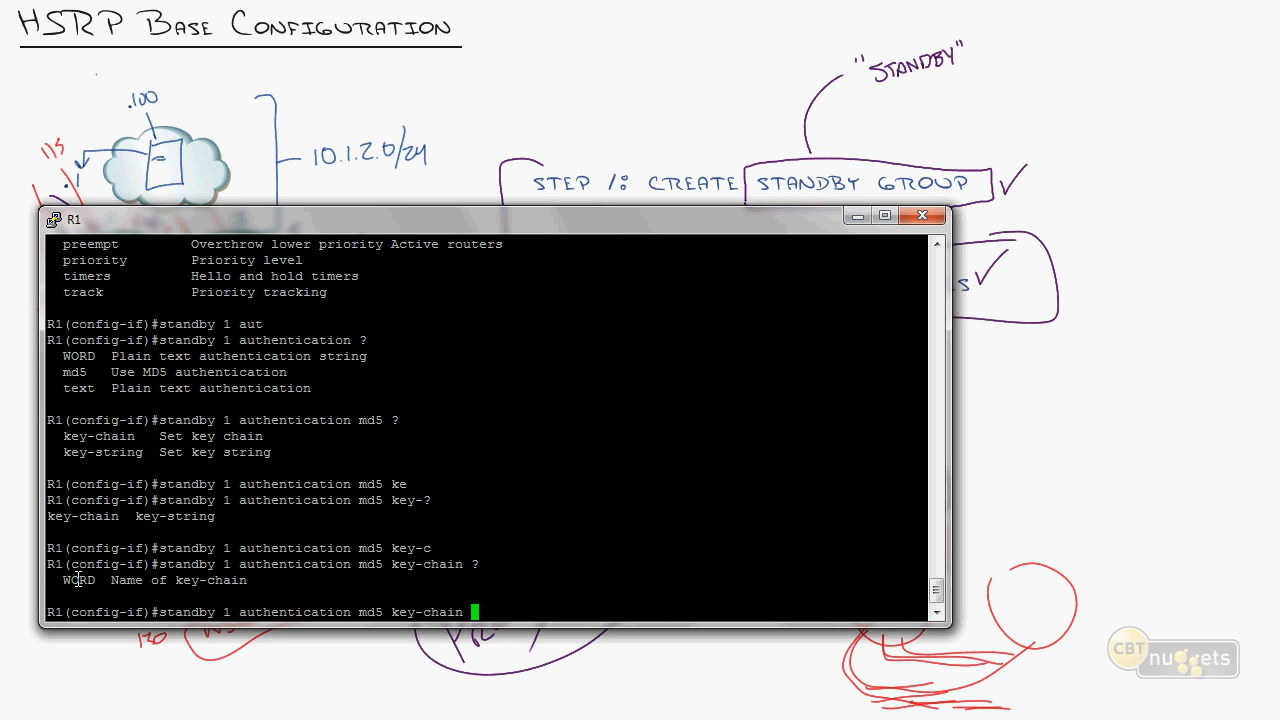 HSRP BASE CONFIGURATION
"STANDBY"
.100
10.1.2.0/24
115
.1
STEP 1: CREATE STANDBY GROUP
R1
preempt         Overthrow lower priority Active routers
priority        Priority level
timers          Hello and hold timers
track           Priority tracking
R1(config-if)#standby 1 aut
R1(config-if)#standby 1 authentication ?
WORD  Plain text authentication string
md5   Use MD5 authentication
text  Plain text authentication
R1(config-if)#standby 1 authentication md5 ?
key-chain   Set key chain
key-string  Set key string
R1(config-if)#standby 1 authentication md5 ke
R1(config-if)#standby 1 authentication md5 key-?
key-chain  key-string
R1(config-if)#standby 1 authentication md5 key-c
R1(config-if)#standby 1 authentication md5 key-chain ?
WORD  Name of key-chain
R1(config-if)#standby 1 authentication md5 key-chain
130
CBT nuggets